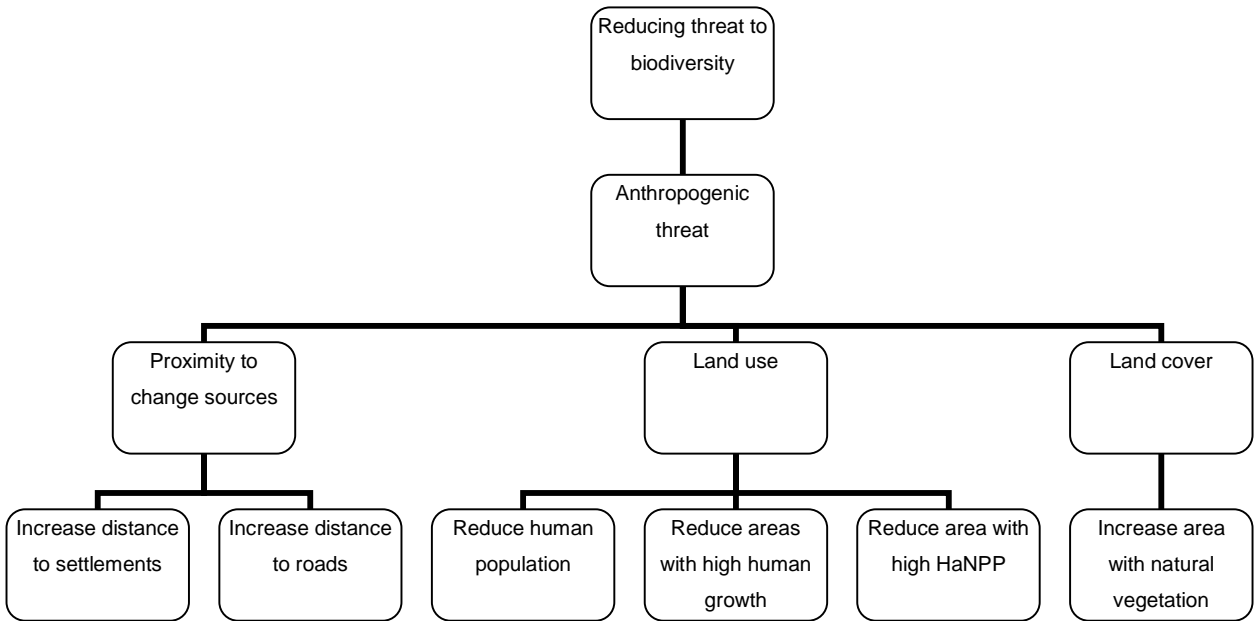 Reducing threat to
biodiversity
Anthropogenic
threat
Proximity to
change sources
Land use
Land cover
Increase distance
to settlements
Increase distance
to roads
Reduce human
population
Reduce areas
with high human
growth
Reduce area with
high HaNPP
Increase area
with natural
vegetation